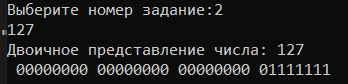 Выберите номер задание:2
127
Двоичное представление числа: 127
00000000 00000000 00000000 01111111